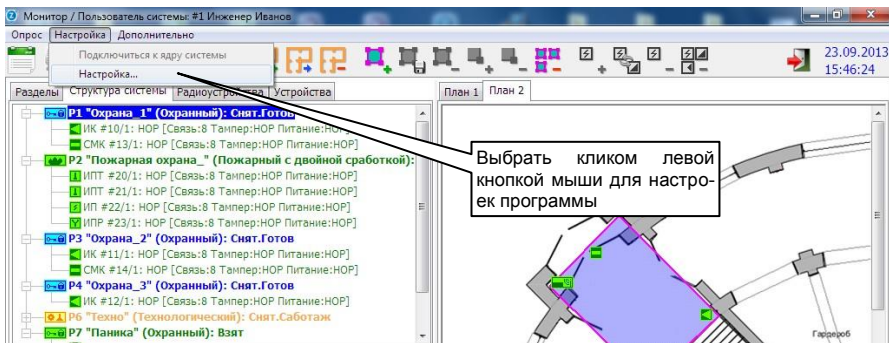 Монитор / Пользователь системы: #1 Инженер Иванов
Опрос Настройка Дополнительно
Подключиться к ядру системы
Настройка...
23.09.2013
15:46:24
Разделы Структура системы Радиоустройства Устройства
План 1 План 2
P1 "Охрана_1" (Охранный): Снят.Готов
ИК #10/1: НОР [Связь:8 Тампер:НОР Питание:НОР]
СМК #13/1: НОР [Связь:8 Тампер:НОР Питание:НОР]
P2 "Пожарная охрана_" (Пожарный с двойной сработкой):
ИПТ #20/1: НОР [Связь:8 Тампер:НОР Питание:НОР]
ИПТ #21/1: НОР [Связь:8 Тампер:НОР Питание:НОР]
ИП #22/1: НОР [Связь:8 Тампер:НОР Питание:НОР]
ИПР #23/1: НОР [Связь:8 Тампер:НОР Питание:НОР]
P3 "Охрана_2" (Охранный): Снят.Готов
ИК #11/1: НОР [Связь:8 Тампер:НОР Питание:НОР]
СМК #14/1: НОР [Связь:8 Тампер:НОР Питание:НОР]
P4 "Охрана_3" (Охранный): Снят.Готов
ИК #12/1: НОР [Связь:8 Тампер:НОР Питание:НОР]
P6 "Техно" (Технологический): Снят.Саботаж
P7 "Паника" (Охранный): Взят
Выбрать кликом левой
кнопкой мыши для настро-
ек программы
Гардероб